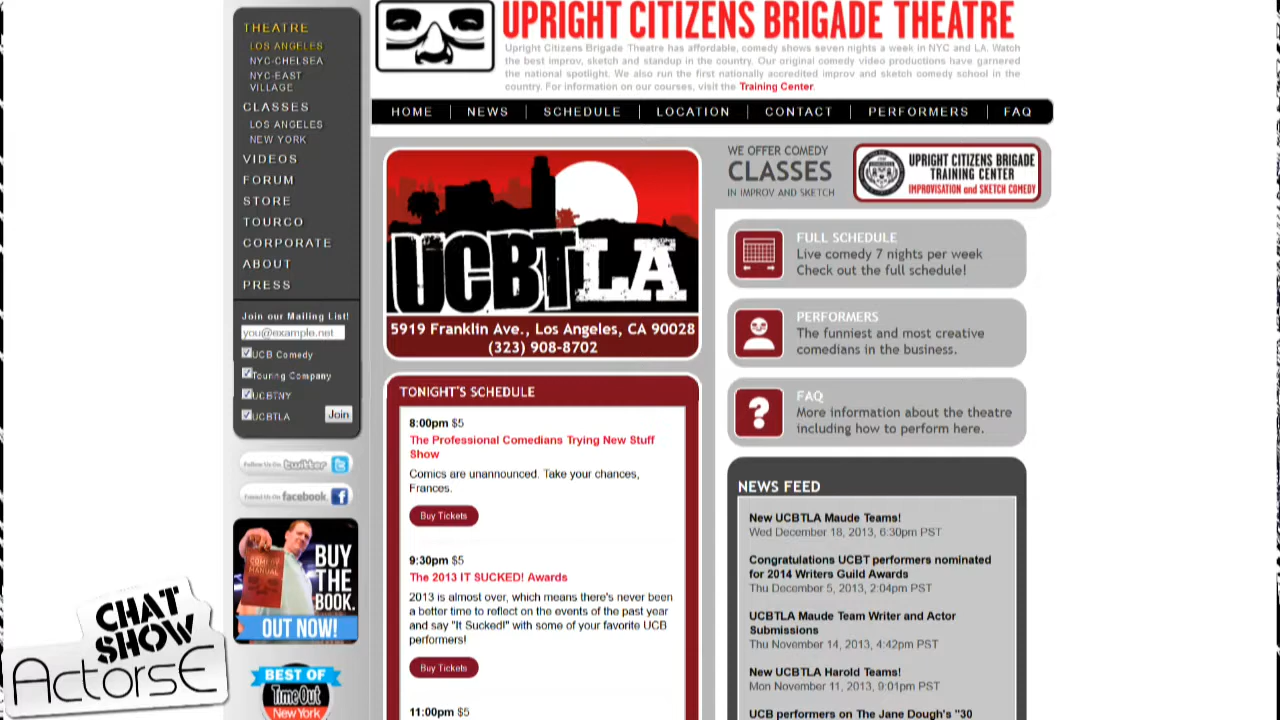 THEATRE
LOS ANGELES
NYC-CHELSEA
NYC-EAST
VILLAGE
CLASSES
LOS ANGELES
NEW YORK
VIDEOS
FORUM
STORE
TOURCO
CORPORATE
ABOUT
PRESS
Join our Mailing List!
you@example.net
UCB Comedy
Touring Company
UCBTNY
UCBTLA
Join
Follow Us On twitter
Friend Us On facebook.
COMEDY
MANUAL
BUY
THE
BOOK.
OUT NOW!
BEST OF
TimeOut
New York
CHAT
SHOW
ActorsE
UPRIGHT CITIZENS BRIGADE THEATRE
Upright Citizens Brigade Theatre has affordable, comedy shows seven nights a week in NYC and LA. Watch
the best improv, sketch and standup in the country. Our original comedy video productions have garnered
the national spotlight. We also run the first nationally accredited improv and sketch comedy school in the
country. For information on our courses, visit the Training Center.
HOME NEWS SCHEDULE LOCATION CONTACT PERFORMERS FAQ
UCBTLA
5919 Franklin Ave., Los Angeles, CA 90028
(323) 908-8702
TONIGHT'S SCHEDULE
8:00pm $5
The Professional Comedians Trying New Stuff
Show
Comics are unannounced. Take your chances,
Frances.
Buy Tickets
9:30pm $5
The 2013 IT SUCKED! Awards
2013 is almost over, which means there's never been
a better time to reflect on the events of the past year
and say "It Sucked!" with some of your favorite UCB
performers!
Buy Tickets
11:00pm $5
WE OFFER COMEDY
CLASSES
IN IMPROV AND SKETCH
UPRIGHT CITIZENS BRIGADE
TRAINING CENTER
IMPROVISATION and SKETCH COMEDY
FULL SCHEDULE
Live comedy 7 nights per week
Check out the full schedule!
PERFORMERS
The funniest and most creative
comedians in the business.
FAQ
More information about the theatre
including how to perform here.
NEWS FEED
New UCBTLA Maude Teams!
Wed December 18, 2013, 6:30pm PST
Congratulations UCBT performers nominated
for 2014 Writers Guild Awards
Thu December 5, 2013, 2:04pm PST
UCBTLA Maude Team Writer and Actor
Submissions
Thu November 14, 2013, 4:42pm PST
New UCBTLA Harold Teams!
Mon November 11, 2013, 9:01pm PST
UCB performers on The Jane Dough's "30